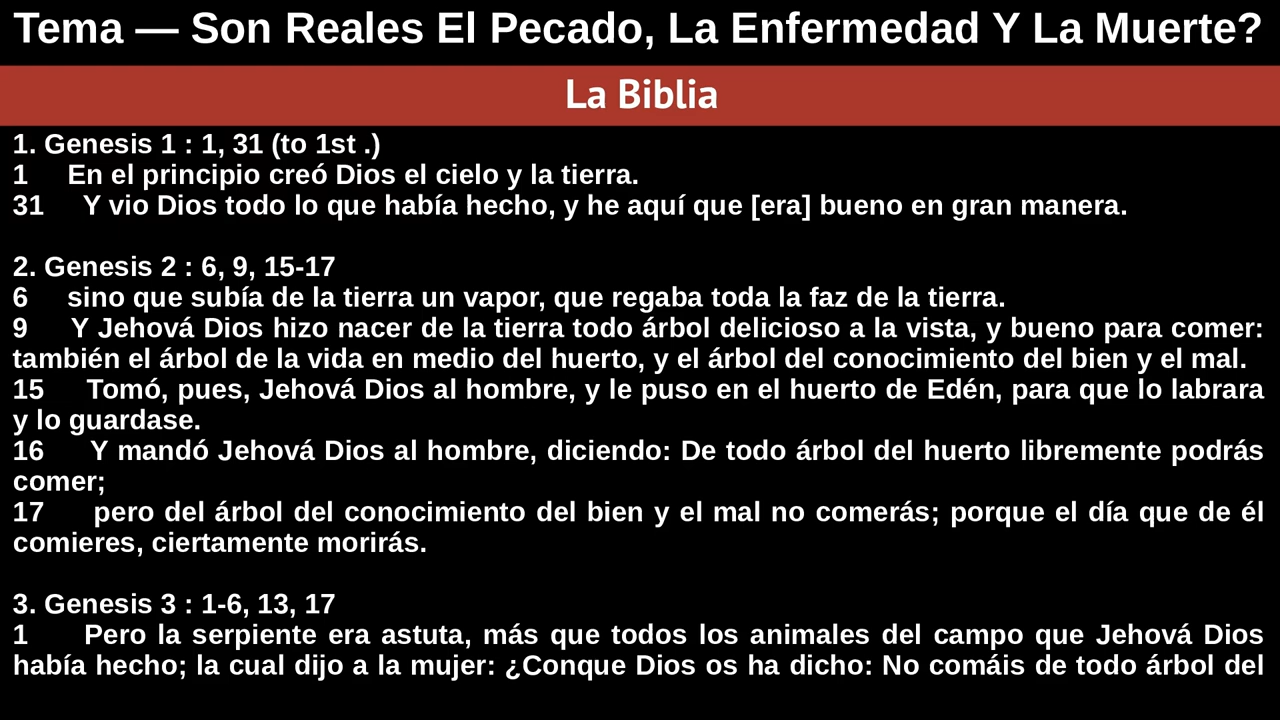 Tema — Son Reales El Pecado, La Enfermedad Y La Muerte?
La Biblia
1. Genesis 1 : 1, 31 (to 1st .)
1 En el principio creó Dios el cielo y la tierra.
31 Y vio Dios todo lo que había hecho, y he aquí que [era] bueno en gran manera.
2. Genesis 2 : 6, 9, 15-17
6 sino que subía de la tierra un vapor, que regaba toda la faz de la tierra.
9 Y Jehová Dios hizo nacer de la tierra todo árbol delicioso a la vista, y bueno para comer:
también el árbol de la vida en medio del huerto, y el árbol del conocimiento del bien y el mal.
15 Tomó, pues, Jehová Dios al hombre, y le puso en el huerto de Edén, para que lo labrara
y lo guardase.
16 Y mandó Jehová Dios al hombre, diciendo: De todo árbol del huerto libremente podrás
comer;
17 pero del árbol del conocimiento del bien y el mal no comerás; porque el día que de él
comieres, ciertamente morirás.
3. Genesis 3 : 1-6, 13, 17
1 Pero la serpiente era astuta, más que todos los animales del campo que Jehová Dios
había hecho; la cual dijo a la mujer: ¿Conque Dios os ha dicho: No comáis de todo árbol del